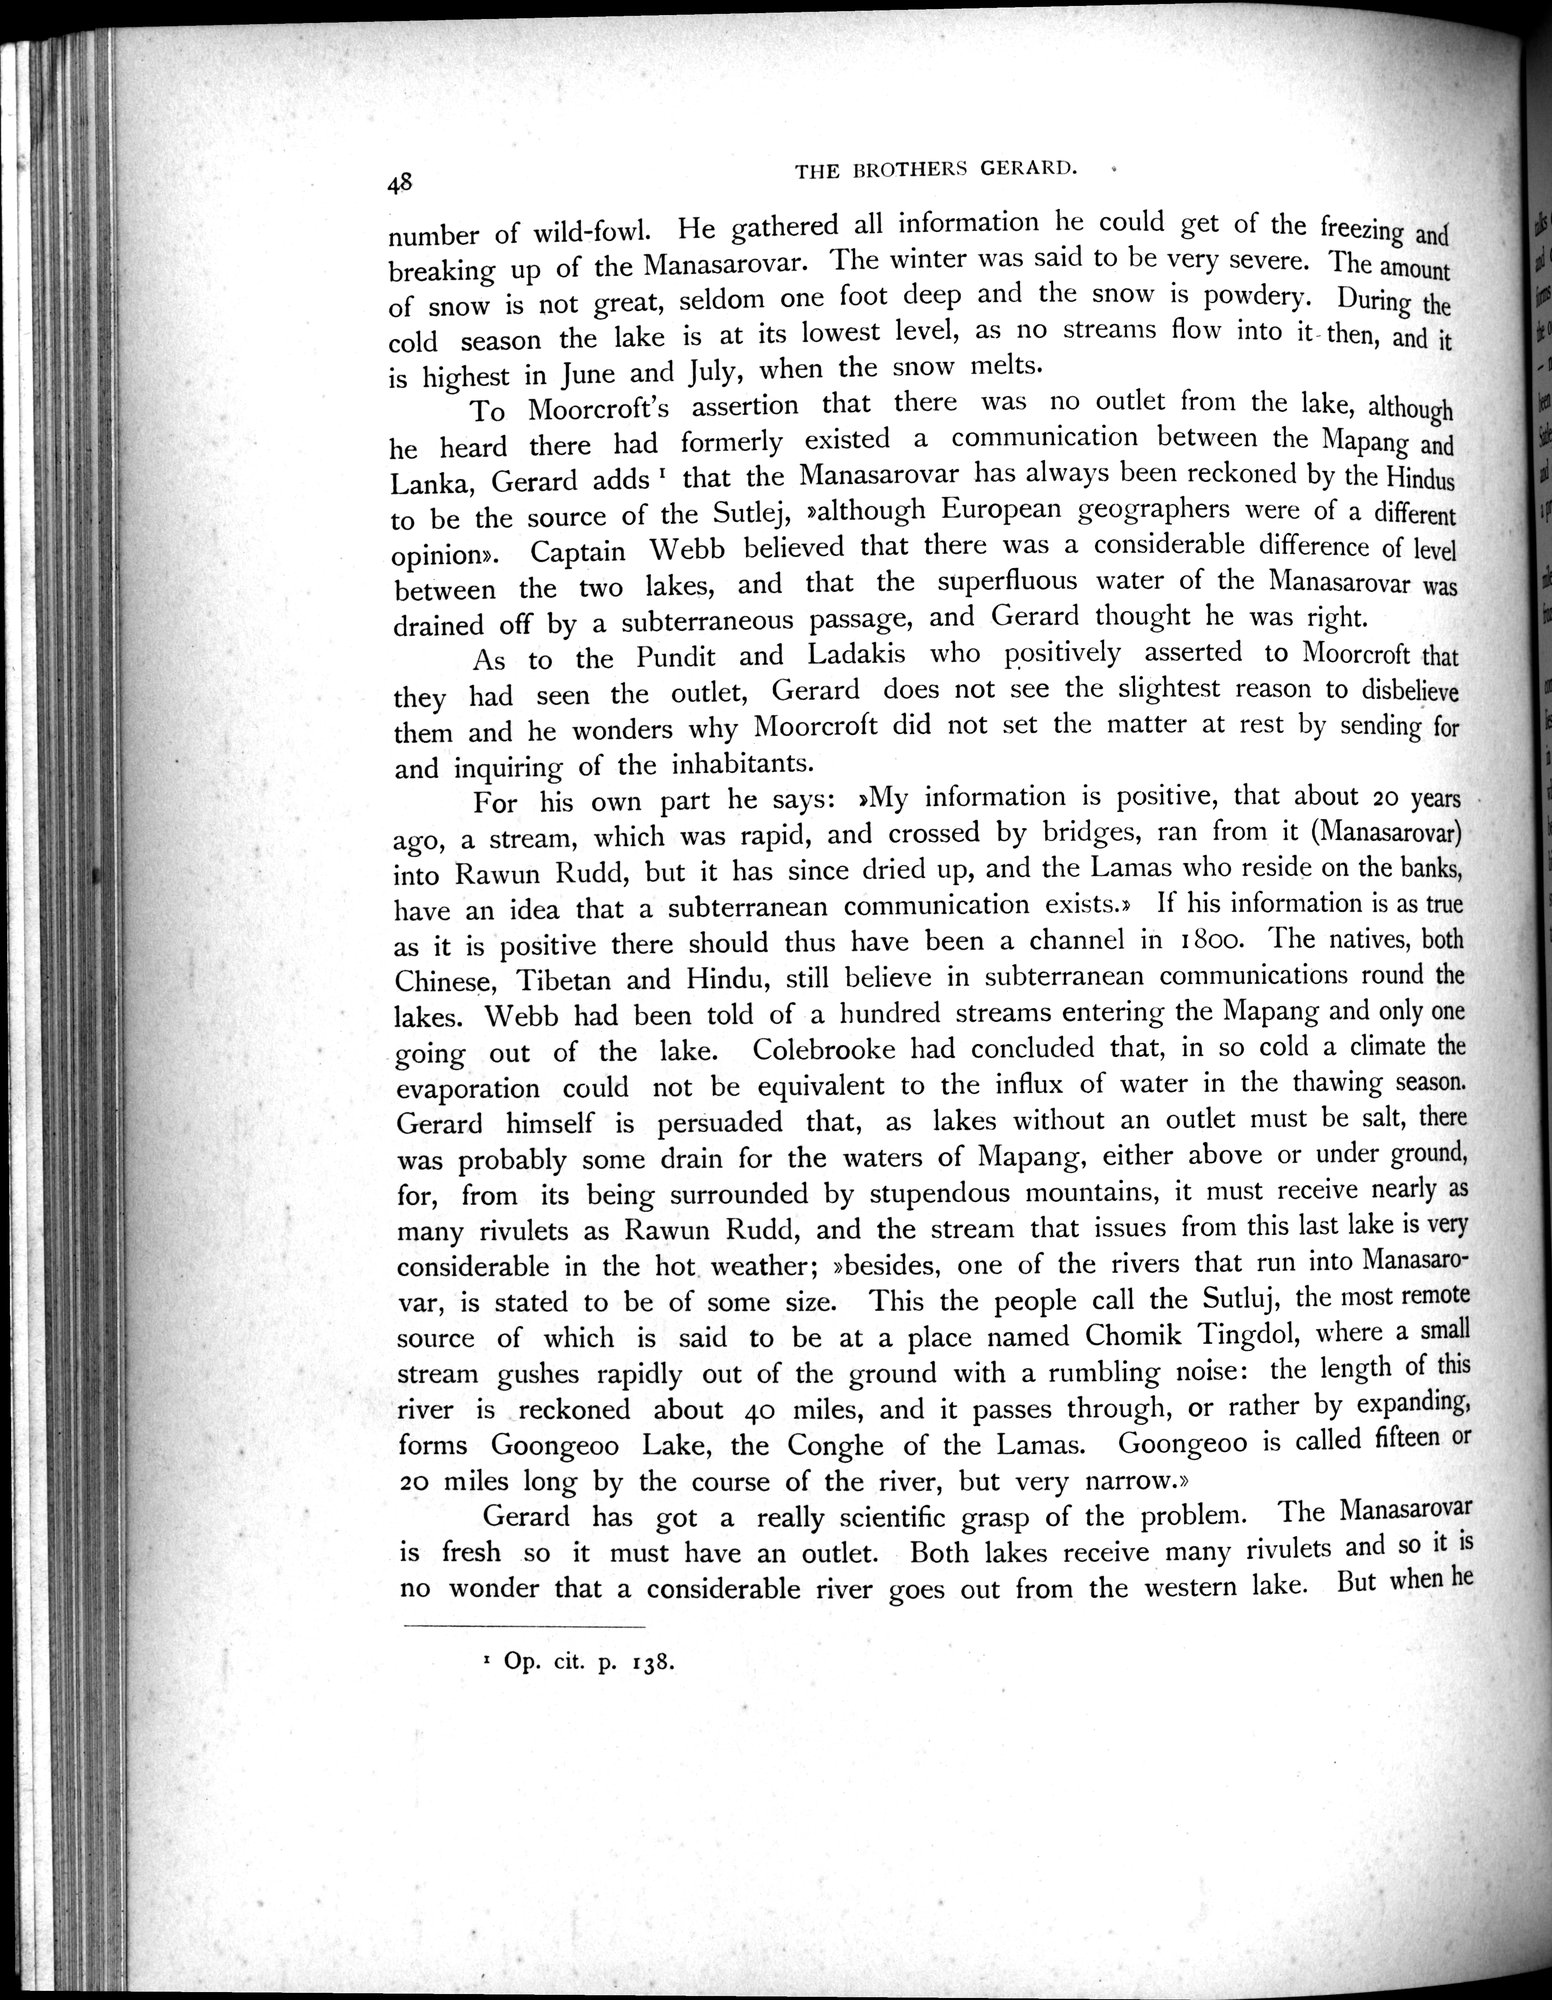 48
THE BROTHERS GERARD.
number of wild-fowl. He gathered all information he could get of the freezing and
breaking up of the Manasarovar. The winter was said to be very severe. The amount
of snow is not great, seldom one foot deep and the snow is powdery. During the
cold season the lake is at its lowest level, as no streams flow into it then, and it
is highest in June and July, when the snow melts.
To Moorcroft's assertion that there was no outlet from the lake, although
he heard there had formerly existed a communication between the Mapang and
Lanka, Gerard adds ¹ that the Manasarovar has always been reckoned by the Hindus
to be the source of the Sutlej, »although European geographers were of a different
opinion». Captain Webb believed that there was a considerable difference of level
between the two lakes, and that the superfluous water of the Manasarovar was
drained off by a subterraneous passage, and Gerard thought he was right.
As to the Pundit and Ladakis who positively asserted to Moorcroft that
they had seen the outlet, Gerard does not see the slightest reason to disbelieve
them and he wonders why Moorcroft did not set the matter at rest by sending for
and inquiring of the inhabitants.
For his own part he says: »My information is positive, that about 20 years
ago, a stream, which was rapid, and crossed by bridges, ran from it (Manasarovar)
into Rawun Rudd, but it has since dried up, and the Lamas who reside on the banks,
have an idea that a subterranean communication exists.» If his information is as true
as it is positive there should thus have been a channel in 1800. The natives, both
Chinese, Tibetan and Hindu, still believe in subterranean communications round the
lakes. Webb had been told of a hundred streams entering the Mapang and only one
going out of the lake. Colebrooke had concluded that, in so cold a climate the
evaporation could not be equivalent to the influx of water in the thawing season.
Gerard himself is persuaded that, as lakes without an outlet must be salt, there
was probably some drain for the waters of Mapang, either above or under ground,
for, from its being surrounded by stupendous mountains, it must receive nearly as
many rivulets as Rawun Rudd, and the stream that issues from this last lake is very
considerable in the hot weather; »besides, one of the rivers that run into Manasaro-
var, is stated to be of some size. This the people call the Sutluj, the most remote
source of which is said to be at a place named Chomik Tingdol, where a small
stream gushes rapidly out of the ground with a rumbling noise: the length of this
river is reckoned about 40 miles, and it passes through, or rather by expanding,
forms Goongeoo Lake, the Conghe of the Lamas. Goongeoo is called fifteen or
20 miles long by the course of the river, but very narrow.»
Gerard has got a really scientific grasp of the problem. The Manasarovar
is fresh so it must have an outlet. Both lakes receive many rivulets and so it is
no wonder that a considerable river goes out from the western lake. But when he
¹ Op. cit. p. 138.